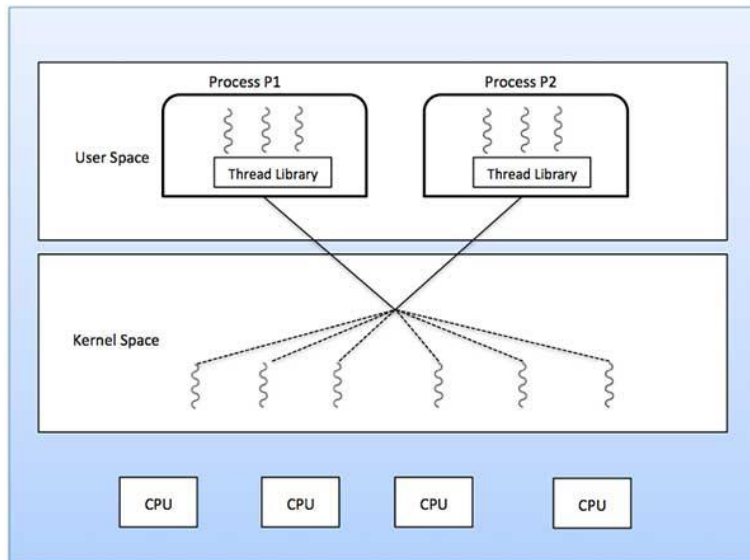 Process P1
Process P2
User Space
Thread Library
Thread Library
Kernel Space
CPU
CPU
CPU
CPU